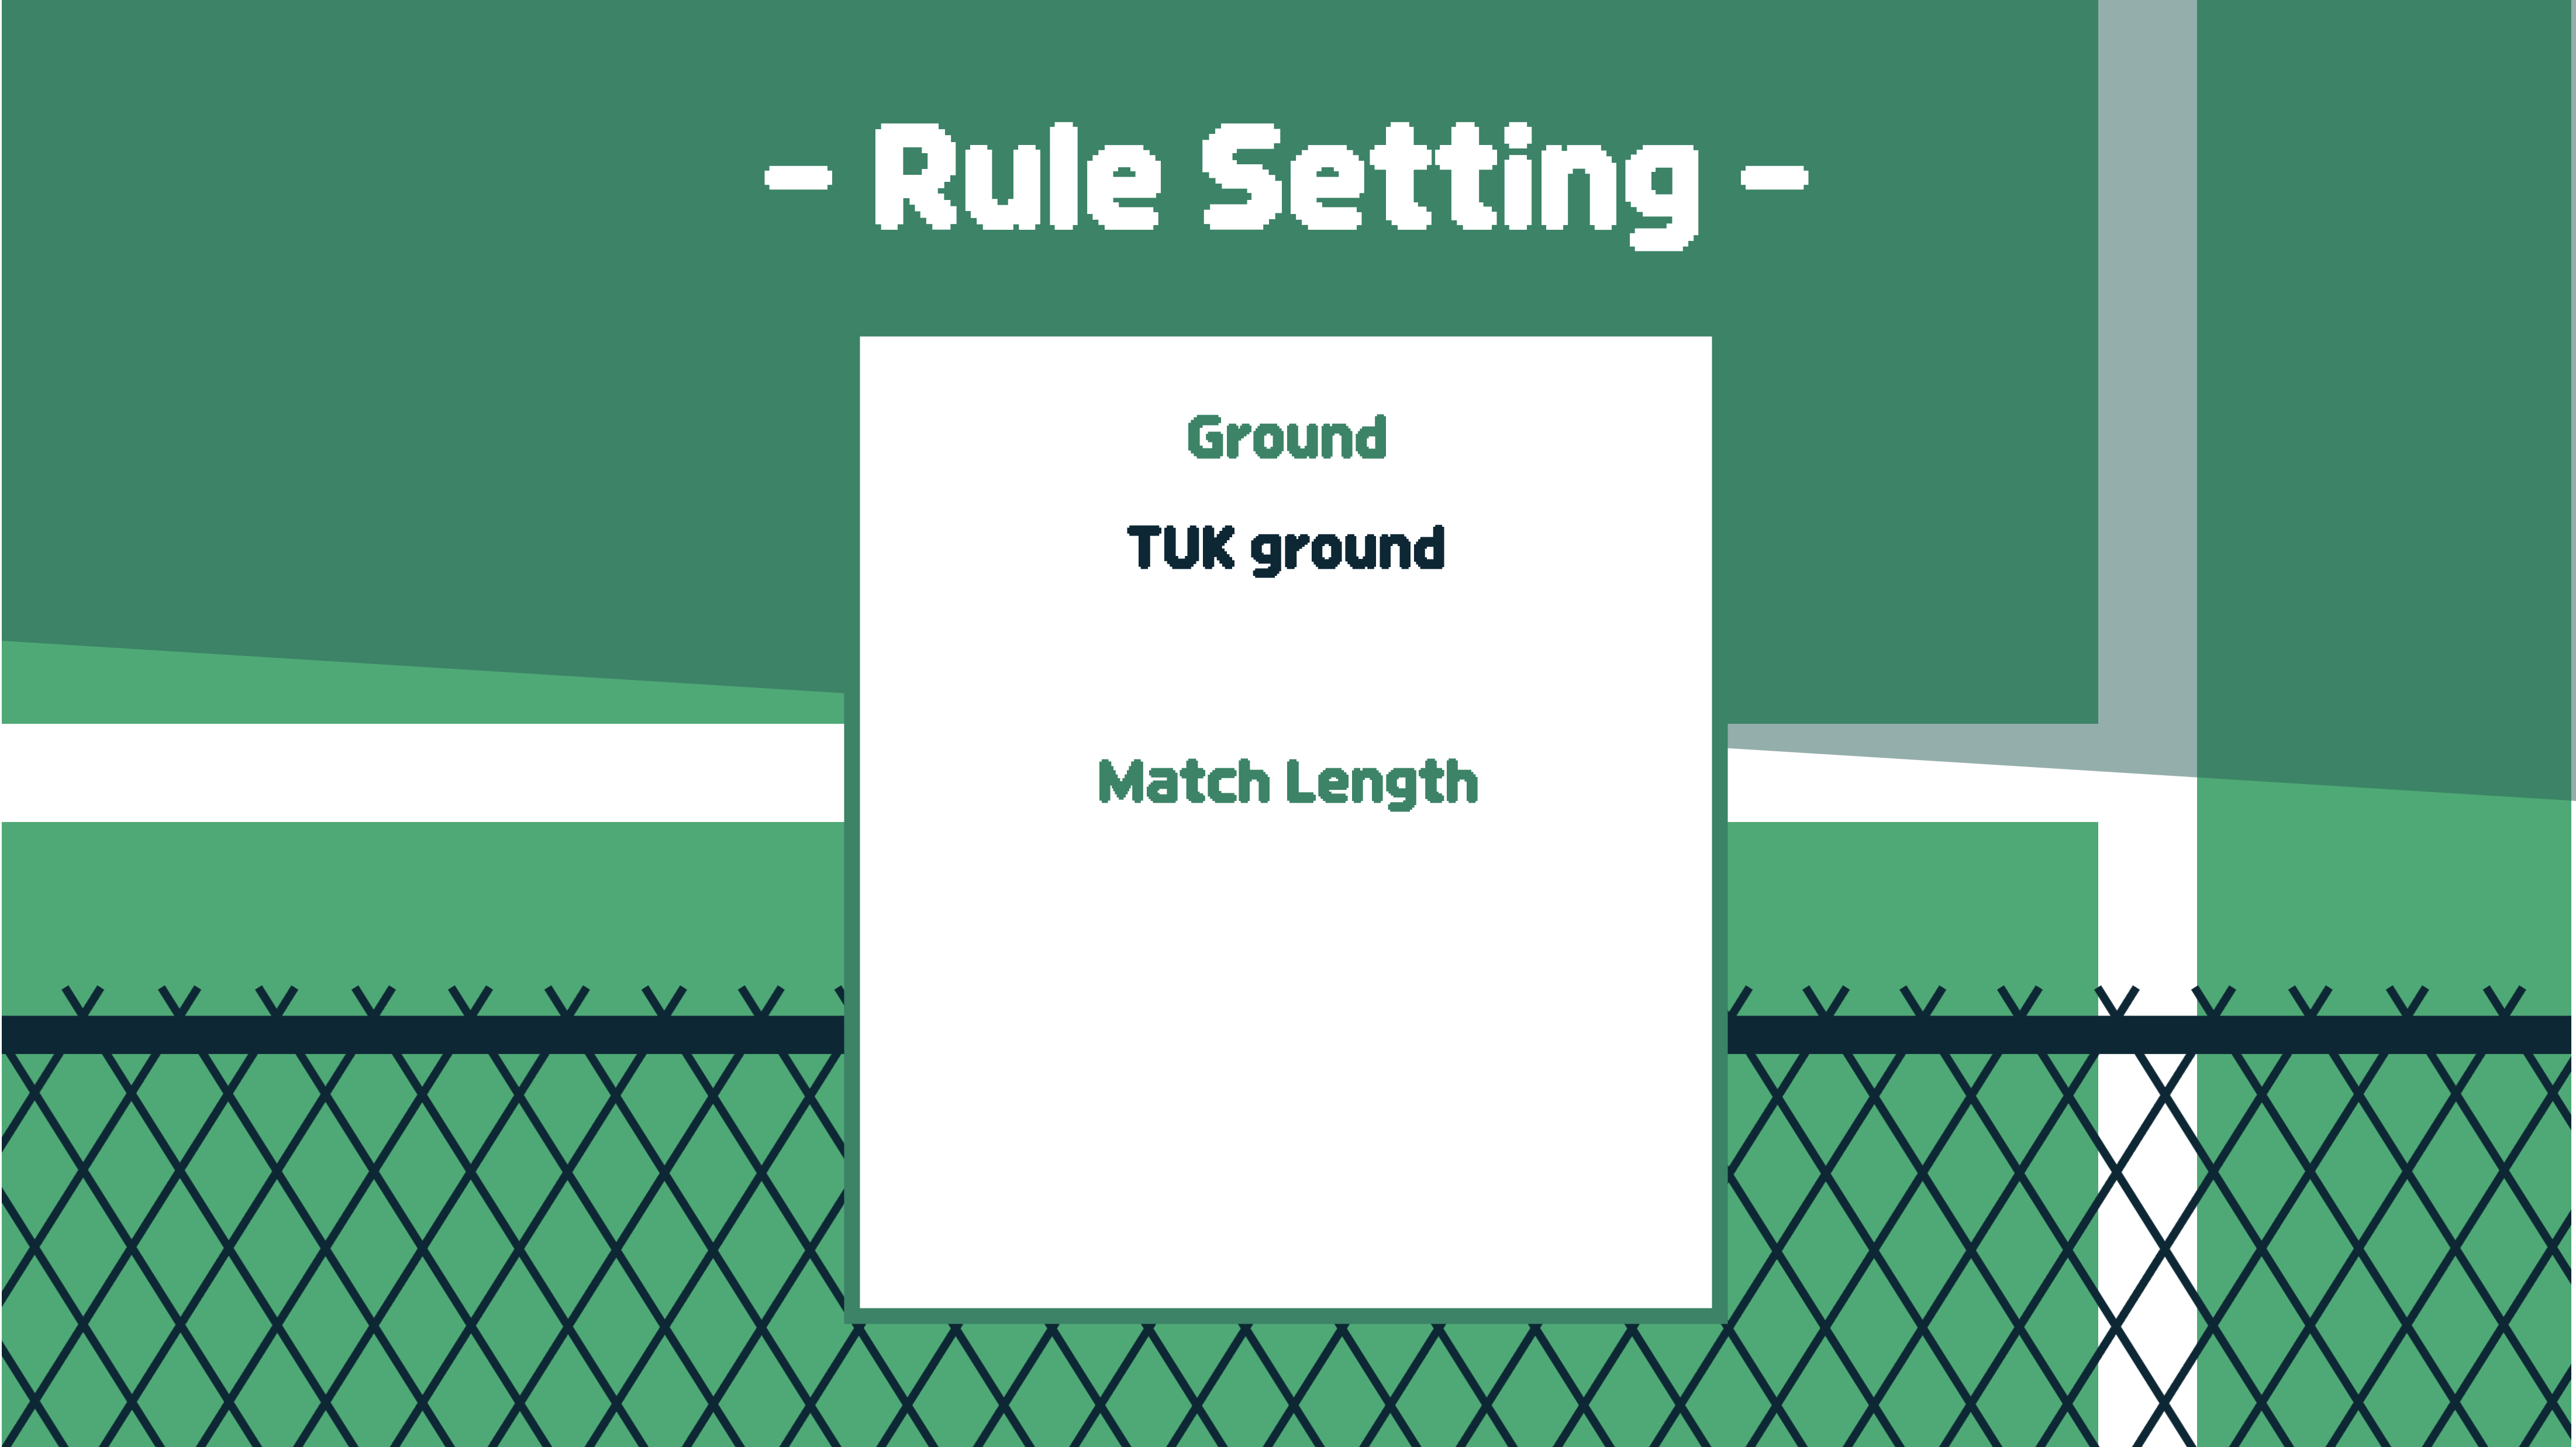 - Rule Setting -
Ground
TUK ground
Match Length